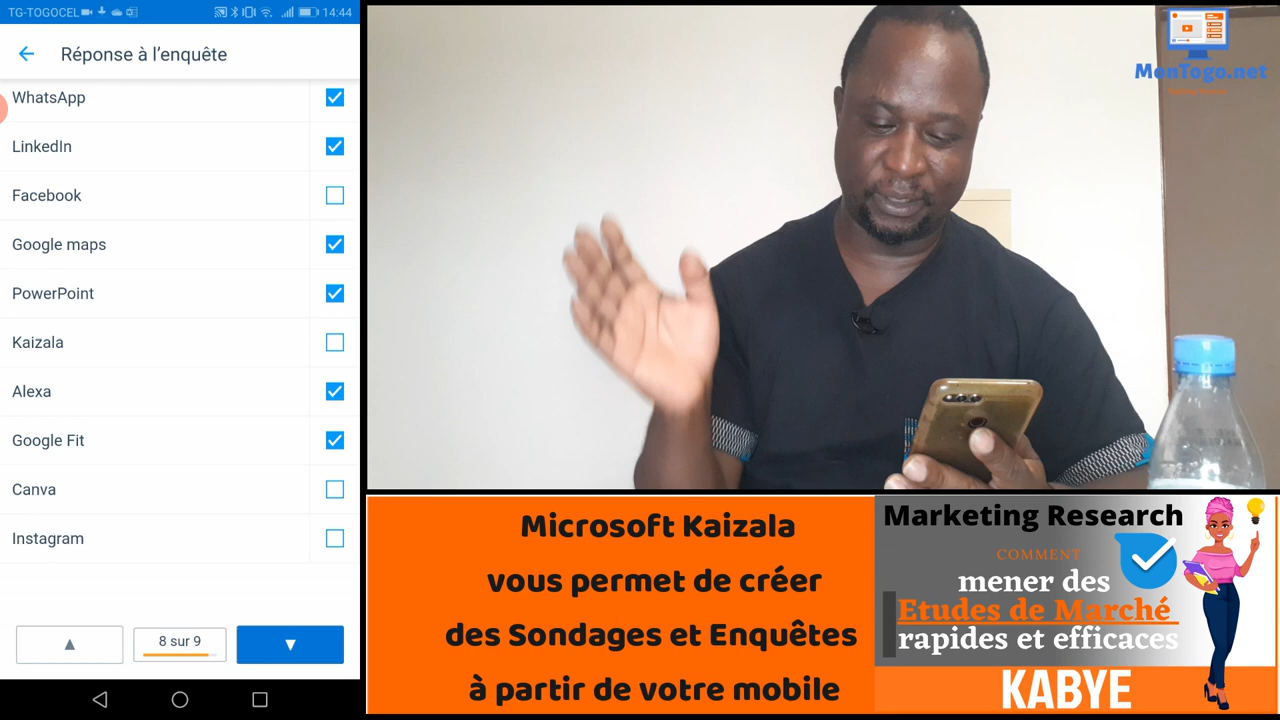 TG-TOGOCEL
14:44
Réponse à l’enquête
WhatsApp
LinkedIn
Facebook
Google maps
PowerPoint
Kaizala
Alexa
Google Fit
Canva
Instagram
8 sur 9
MonTogo.net
Microsoft Kaizala
vous permet de créer
des Sondages et Enquêtes
à partir de votre mobile
Marketing Research
COMMENT
mener des
Etudes de Marché
rapides et efficaces
KABYE